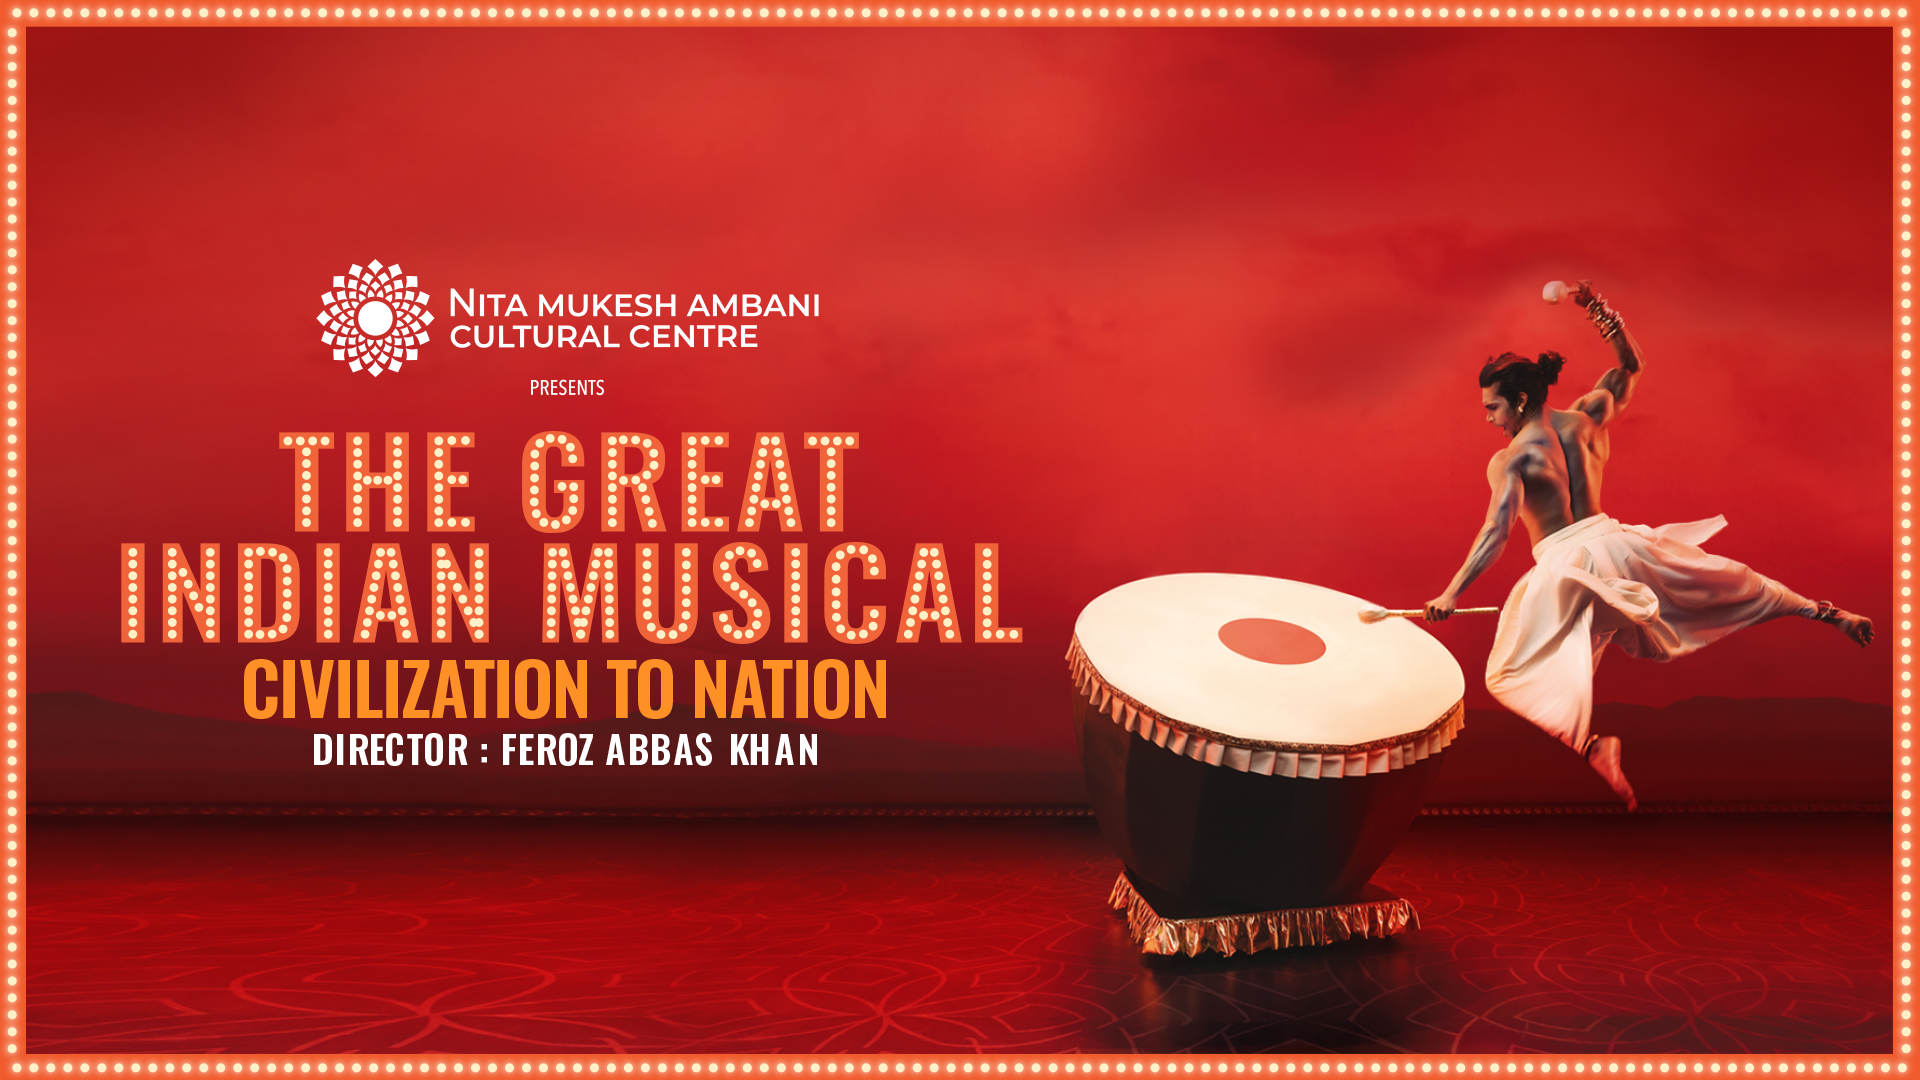 NITA MUKESH AMBANI
CULTURAL CENTRE
PRESENTS
THE GREAT
INDIAN MUSICAL
CIVILIZATION TO NATION
DIRECTOR : FEROZ ABBAS KHAN